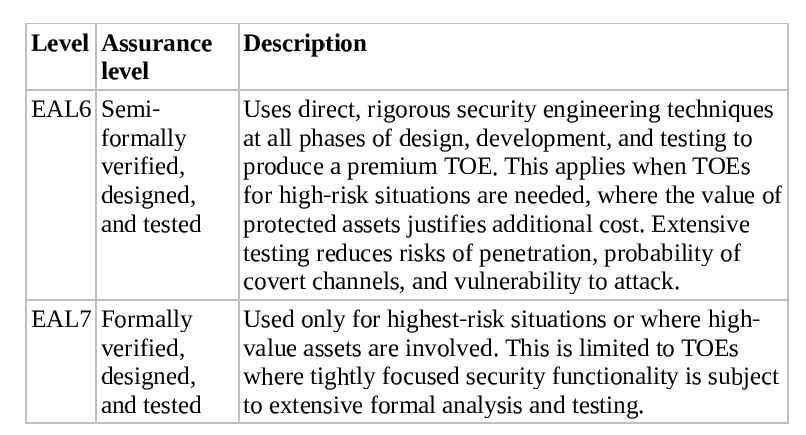 Level Assurance level Description
EAL6 Semi-
formally
verified,
designed,
and tested
Uses direct, rigorous security engineering techniques
at all phases of design, development, and testing to
produce a premium TOE. This applies when TOEs
for high-risk situations are needed, where the value of
protected assets justifies additional cost. Extensive
testing reduces risks of penetration, probability of
covert channels, and vulnerability to attack.
EAL7 Formally
verified,
designed,
and tested
Used only for highest-risk situations or where high-
value assets are involved. This is limited to TOEs
where tightly focused security functionality is subject
to extensive formal analysis and testing.